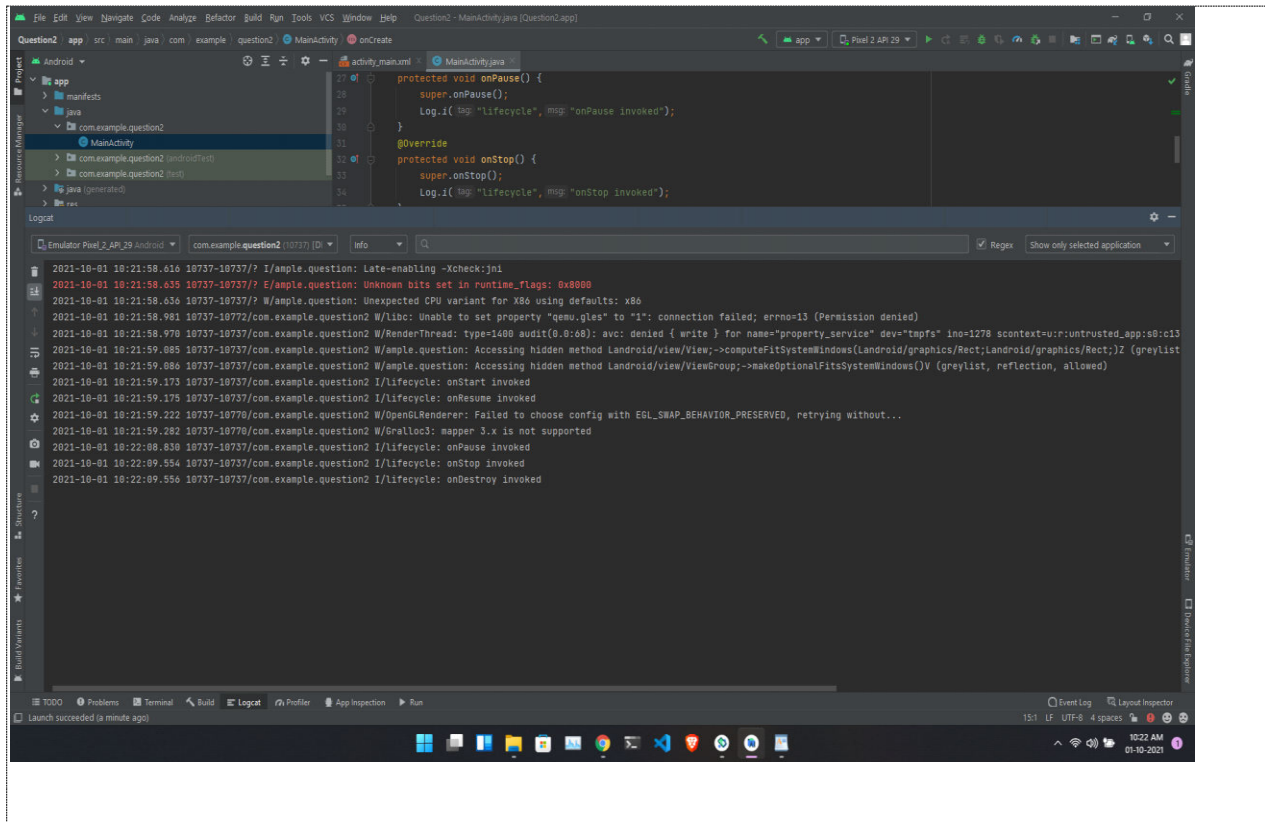 File Edit View Navigate Code Analyze Refactor Build Run Tools VCS Window Help Question2 - MainActivity.java [Question2.app]
Question2 app src main java com example question2 MainActivity onCreate app Pixel 2 API 29
Android activity_main.xml MainActivity.java
Project
Resource Manager
Gradle
app
manifests
java
com.example.question2
MainActivity
com.example.question2 (androidTest)
com.example.question2 (test)
java (generated)
res
27 protected void onPause() {
28 super.onPause();
29 Log.i( tag: "lifecycle", msg: "onPause invoked");
30 }
31 @Override
32 protected void onStop() {
33 super.onStop();
34 Log.i( tag: "lifecycle", msg: "onStop invoked");
Logcat
Emulator Pixel_2_API_29 Android com.example.question2 (10737) [D Info Regex Show only selected application
2021-10-01 10:21:58.616 10737-10737/? I/ample.question: Late-enabling -Xcheck:jni
2021-10-01 10:21:58.635 10737-10737/? E/ample.question: Unknown bits set in runtime_flags: 0x8000
2021-10-01 10:21:58.636 10737-10737/? W/ample.question: Unexpected CPU variant for X86 using defaults: x86
2021-10-01 10:21:58.981 10737-10772/com.example.question2 W/libc: Unable to set property "qemu.gles" to "1": connection failed; errno=13 (Permission denied)
2021-10-01 10:21:58.970 10737-10737/com.example.question2 W/RenderThread: type=1400 audit(0.0:68): avc: denied { write } for name="property_service" dev="tmpfs" ino=1278 scontext=u:r:untrusted_app:s0:c13
2021-10-01 10:21:59.085 10737-10737/com.example.question2 W/ample.question: Accessing hidden method Landroid/view/View;->computeFitSystemWindows(Landroid/graphics/Rect;Landroid/graphics/Rect;)Z (greylist
2021-10-01 10:21:59.086 10737-10737/com.example.question2 W/ample.question: Accessing hidden method Landroid/view/ViewGroup;->makeOptionalFitsSystemWindows()V (greylist, reflection, allowed)
2021-10-01 10:21:59.173 10737-10737/com.example.question2 I/lifecycle: onStart invoked
2021-10-01 10:21:59.175 10737-10737/com.example.question2 I/lifecycle: onResume invoked
2021-10-01 10:21:59.222 10737-10770/com.example.question2 W/OpenGLRenderer: Failed to choose config with EGL_SWAP_BEHAVIOR_PRESERVED, retrying without...
2021-10-01 10:21:59.282 10737-10770/com.example.question2 W/Gralloc3: mapper 3.x is not supported
2021-10-01 10:22:08.830 10737-10737/com.example.question2 I/lifecycle: onPause invoked
2021-10-01 10:22:09.554 10737-10737/com.example.question2 I/lifecycle: onStop invoked
2021-10-01 10:22:09.556 10737-10737/com.example.question2 I/lifecycle: onDestroy invoked
Structure
Favorites
Build Variants
Emulator
Device File Explorer
TODO Problems Terminal Build Logcat Profiler App Inspection Run Event Log Layout Inspector
Launch succeeded (a minute ago) 15:1 LF UTF-8 4 spaces
10:22 AM
01-10-2021
1